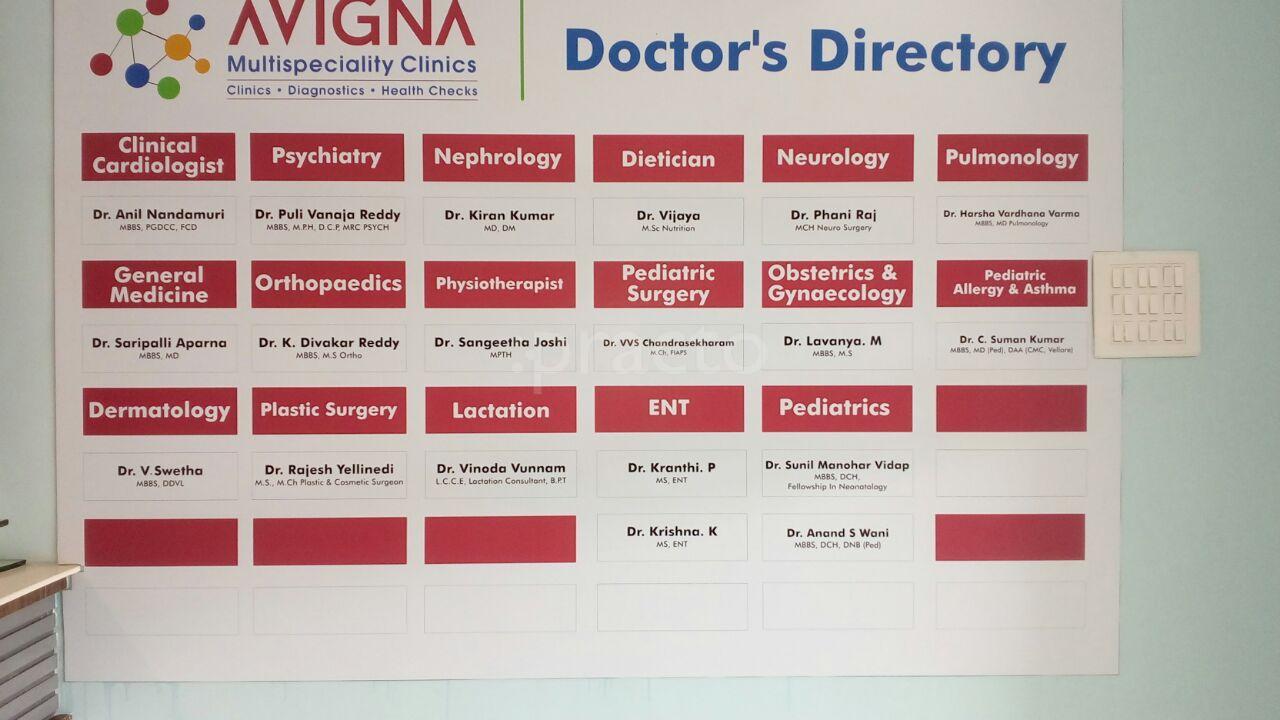 AVIGNA
Multispeciality Clinics
Clinics • Diagnostics • Health Checks
Doctor's Directory
Clinical
Cardiologist
Psychiatry
Nephrology
Dietician
Neurology
Pulmonology
Dr. Anil Nandamuri
MBBS, PGDCC, FCD
Dr. Puli Vanaja Reddy
MBBS, M.P.H, D.C.P, MRC PSYCH
Dr. Kiran Kumar
MD, DM
Dr. Vijaya
M.Sc Nutrition
Dr. Phani Raj
MCH Neuro Surgery
Dr. Harsha Vardhana Varma
MBBS, MD Pulmonology
General
Medicine
Orthopaedics
Physiotherapist
Pediatric
Surgery
Obstetrics &
Gynaecology
Pediatric
Allergy & Asthma
Dr. Saripalli Aparna
MBBS, MD
Dr. K. Divakar Reddy
MBBS, M.S Ortho
Dr. Sangeetha Joshi
MPTH
Dr. VVS Chandrasekharam
M.Ch, FIAPS
Dr. Lavanya. M
MBBS, M.S
Dr. C. Suman Kumar
MBBS, MD (Ped), DAA (CMC, Vellore)
.practo
Dermatology
Plastic Surgery
Lactation
ENT
Pediatrics
Dr. V.Swetha
MBBS, DDVL
Dr. Rajesh Yellinedi
M.S., M.Ch Plastic & Cosmetic Surgeon
Dr. Vinoda Vunnam
L.C.C.E, Lactation Consultant, B.P.T
Dr. Kranthi. P
MS, ENT
Dr. Sunil Manohar Vidap
MBBS, DCH,
Fellowship In Neonatology
Dr. Krishna. K
MS, ENT
Dr. Anand S Wani
MBBS, DCH, DNB (Ped)